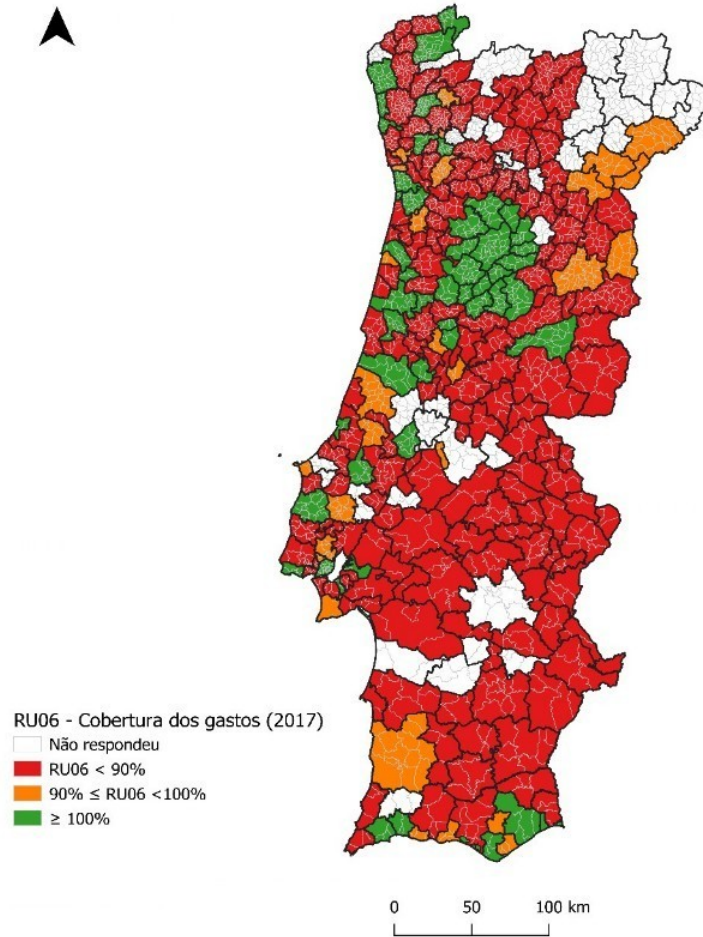 RU06 - Cobertura dos gastos (2017)
Não respondeu
RU06 < 90%
90% ≤ RU06 <100%
≥ 100%
0 50 100 km